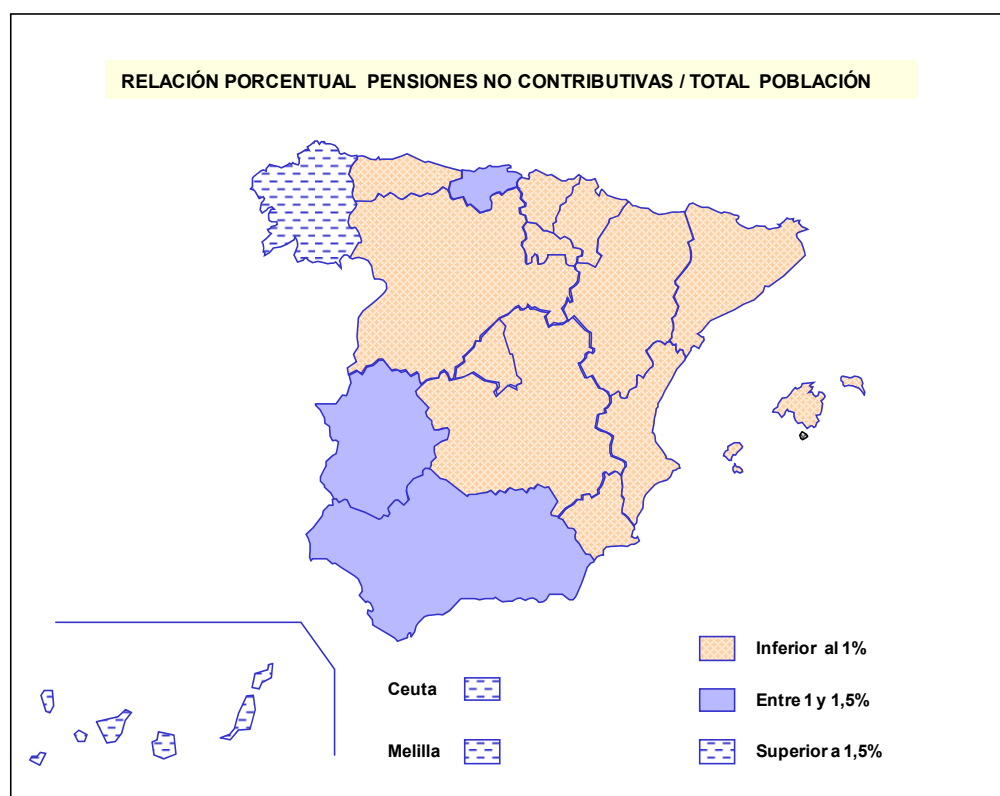 RELACIÓN PORCENTUAL PENSIONES NO CONTRIBUTIVAS / TOTAL POBLACIÓN
Inferior al 1%
Ceuta
Entre 1 y 1,5%
Melilla
Superior a 1,5%